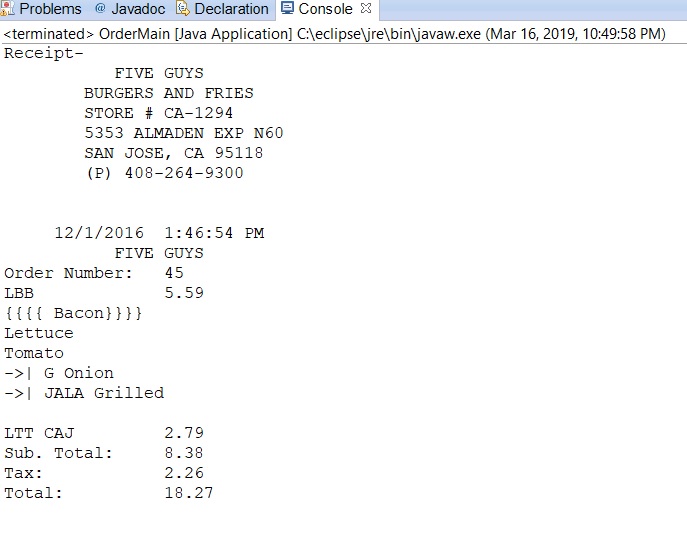 Problems @ Javadoc Declaration Console
<terminated> OrderMain [Java Application] C:\eclipse\jre\bin\javaw.exe (Mar 16, 2019, 10:49:58 PM)
Receipt-
FIVE GUYS
BURGERS AND FRIES
STORE # CA-1294
5353 ALMADEN EXP N60
SAN JOSE, CA 95118
(P) 408-264-9300
12/1/2016 1:46:54 PM
FIVE GUYS
Order Number: 45
LBB 5.59
{{{{ Bacon}}}}
Lettuce
Tomato
->| G Onion
->| JALA Grilled
LTT CAJ 2.79
Sub. Total: 8.38
Tax: 2.26
Total: 18.27